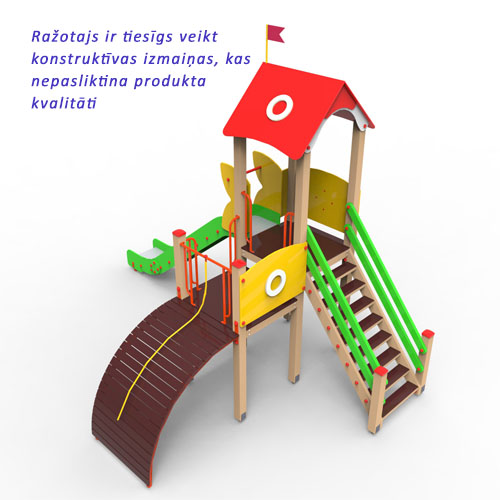 Ražotajs ir tiesīgs veikt
konstruktīvas izmaiņas, kas
nepasliktina produkta
kvalitāti
O
O